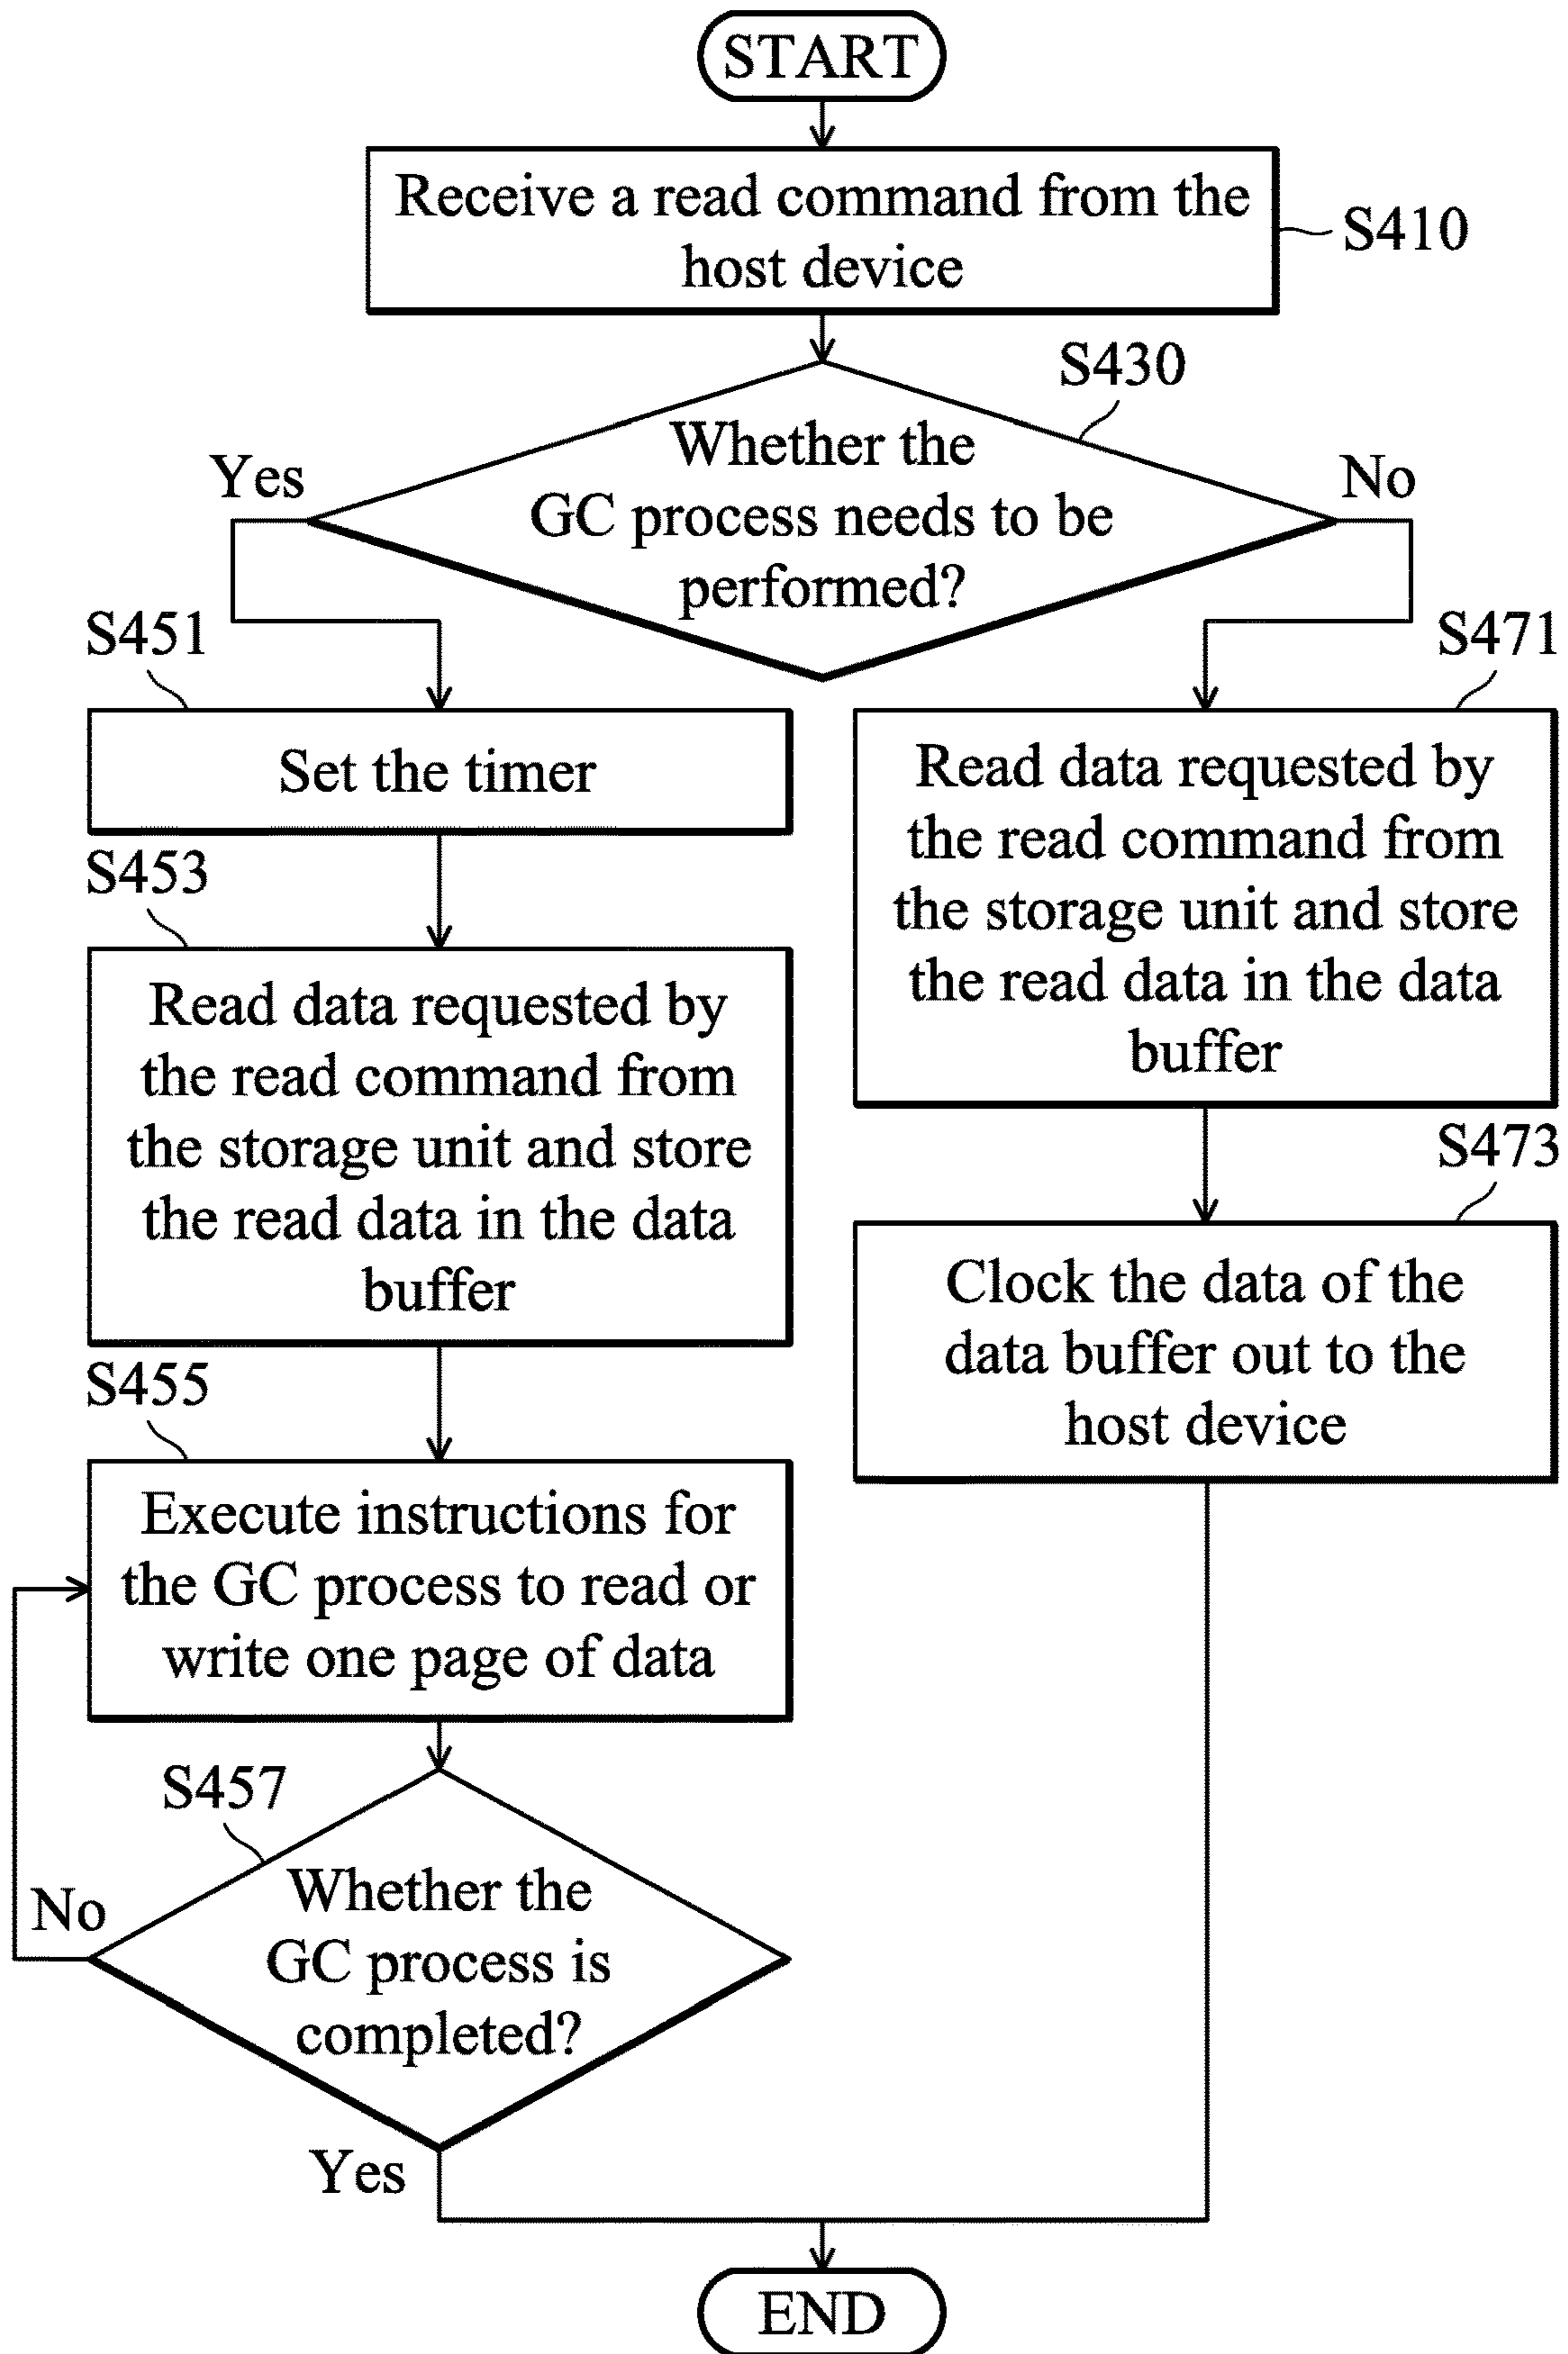 START
Receive a read command from the
host device
S410
S430
Whether the
GC process needs to be
performed?
Yes
No
S451
Set the timer
S453
Read data requested by
the read command from
the storage unit and store
the read data in the data
buffer
S455
Execute instructions for
the GC process to read or
write one page of data
S457
Whether the
GC process is
completed?
No
Yes
S471
Read data requested by
the read command from
the storage unit and store
the read data in the data
buffer
S473
Clock the data of the
data buffer out to the
host device
END